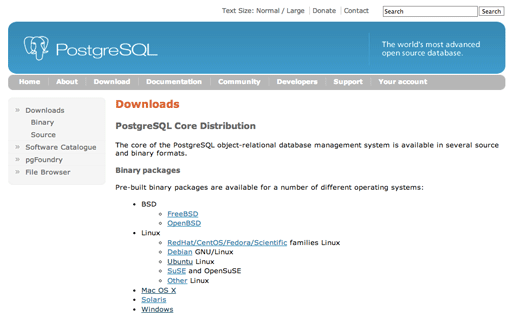 Text Size: Normal / Large Donate Contact Search Search
PostgreSQL
The world's most advanced
open source database.
Home About Download Documentation Community Developers Support Your account
» Downloads
Binary
Source
» Software Catalogue
» pgFoundry
» File Browser
Downloads
PostgreSQL Core Distribution
The core of the PostgreSQL object-relational database management system is available in several source
and binary formats.
Binary packages
Pre-built binary packages are available for a number of different operating systems:
• BSD
◦ FreeBSD
◦ OpenBSD
• Linux
◦ RedHat/CentOS/Fedora/Scientific families Linux
◦ Debian GNU/Linux
◦ Ubuntu Linux
◦ SuSE and OpenSuSE
◦ Other Linux
• Mac OS X
• Solaris
• Windows